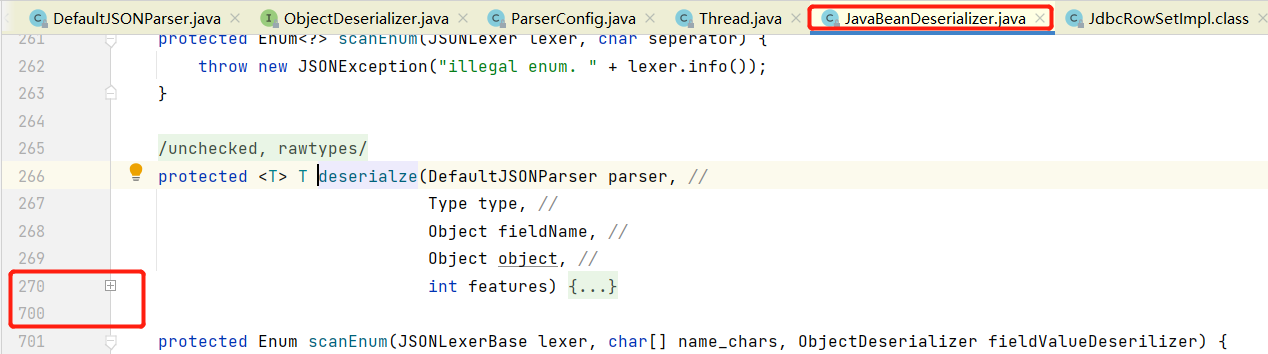 DefaultJSONParser.java ObjectDeserializer.java ParserConfig.java Thread.java JavaBeanDeserializer.java JdbcRowSetImpl.class
261 protected Enum<?> scanEnum(JSONLexer lexer, char seperator) {
262 throw new JSONException("illegal enum. " + lexer.info());
263 }
264
265 /unchecked, rawtypes/
266 protected <T> T deserialze(DefaultJSONParser parser, //
267 Type type, //
268 Object fieldName, //
269 Object object, //
270 int features) {...}
700
701 protected Enum scanEnum(JSONLexerBase lexer, char[] name_chars, ObjectDeserializer fieldValueDeserilizer) {